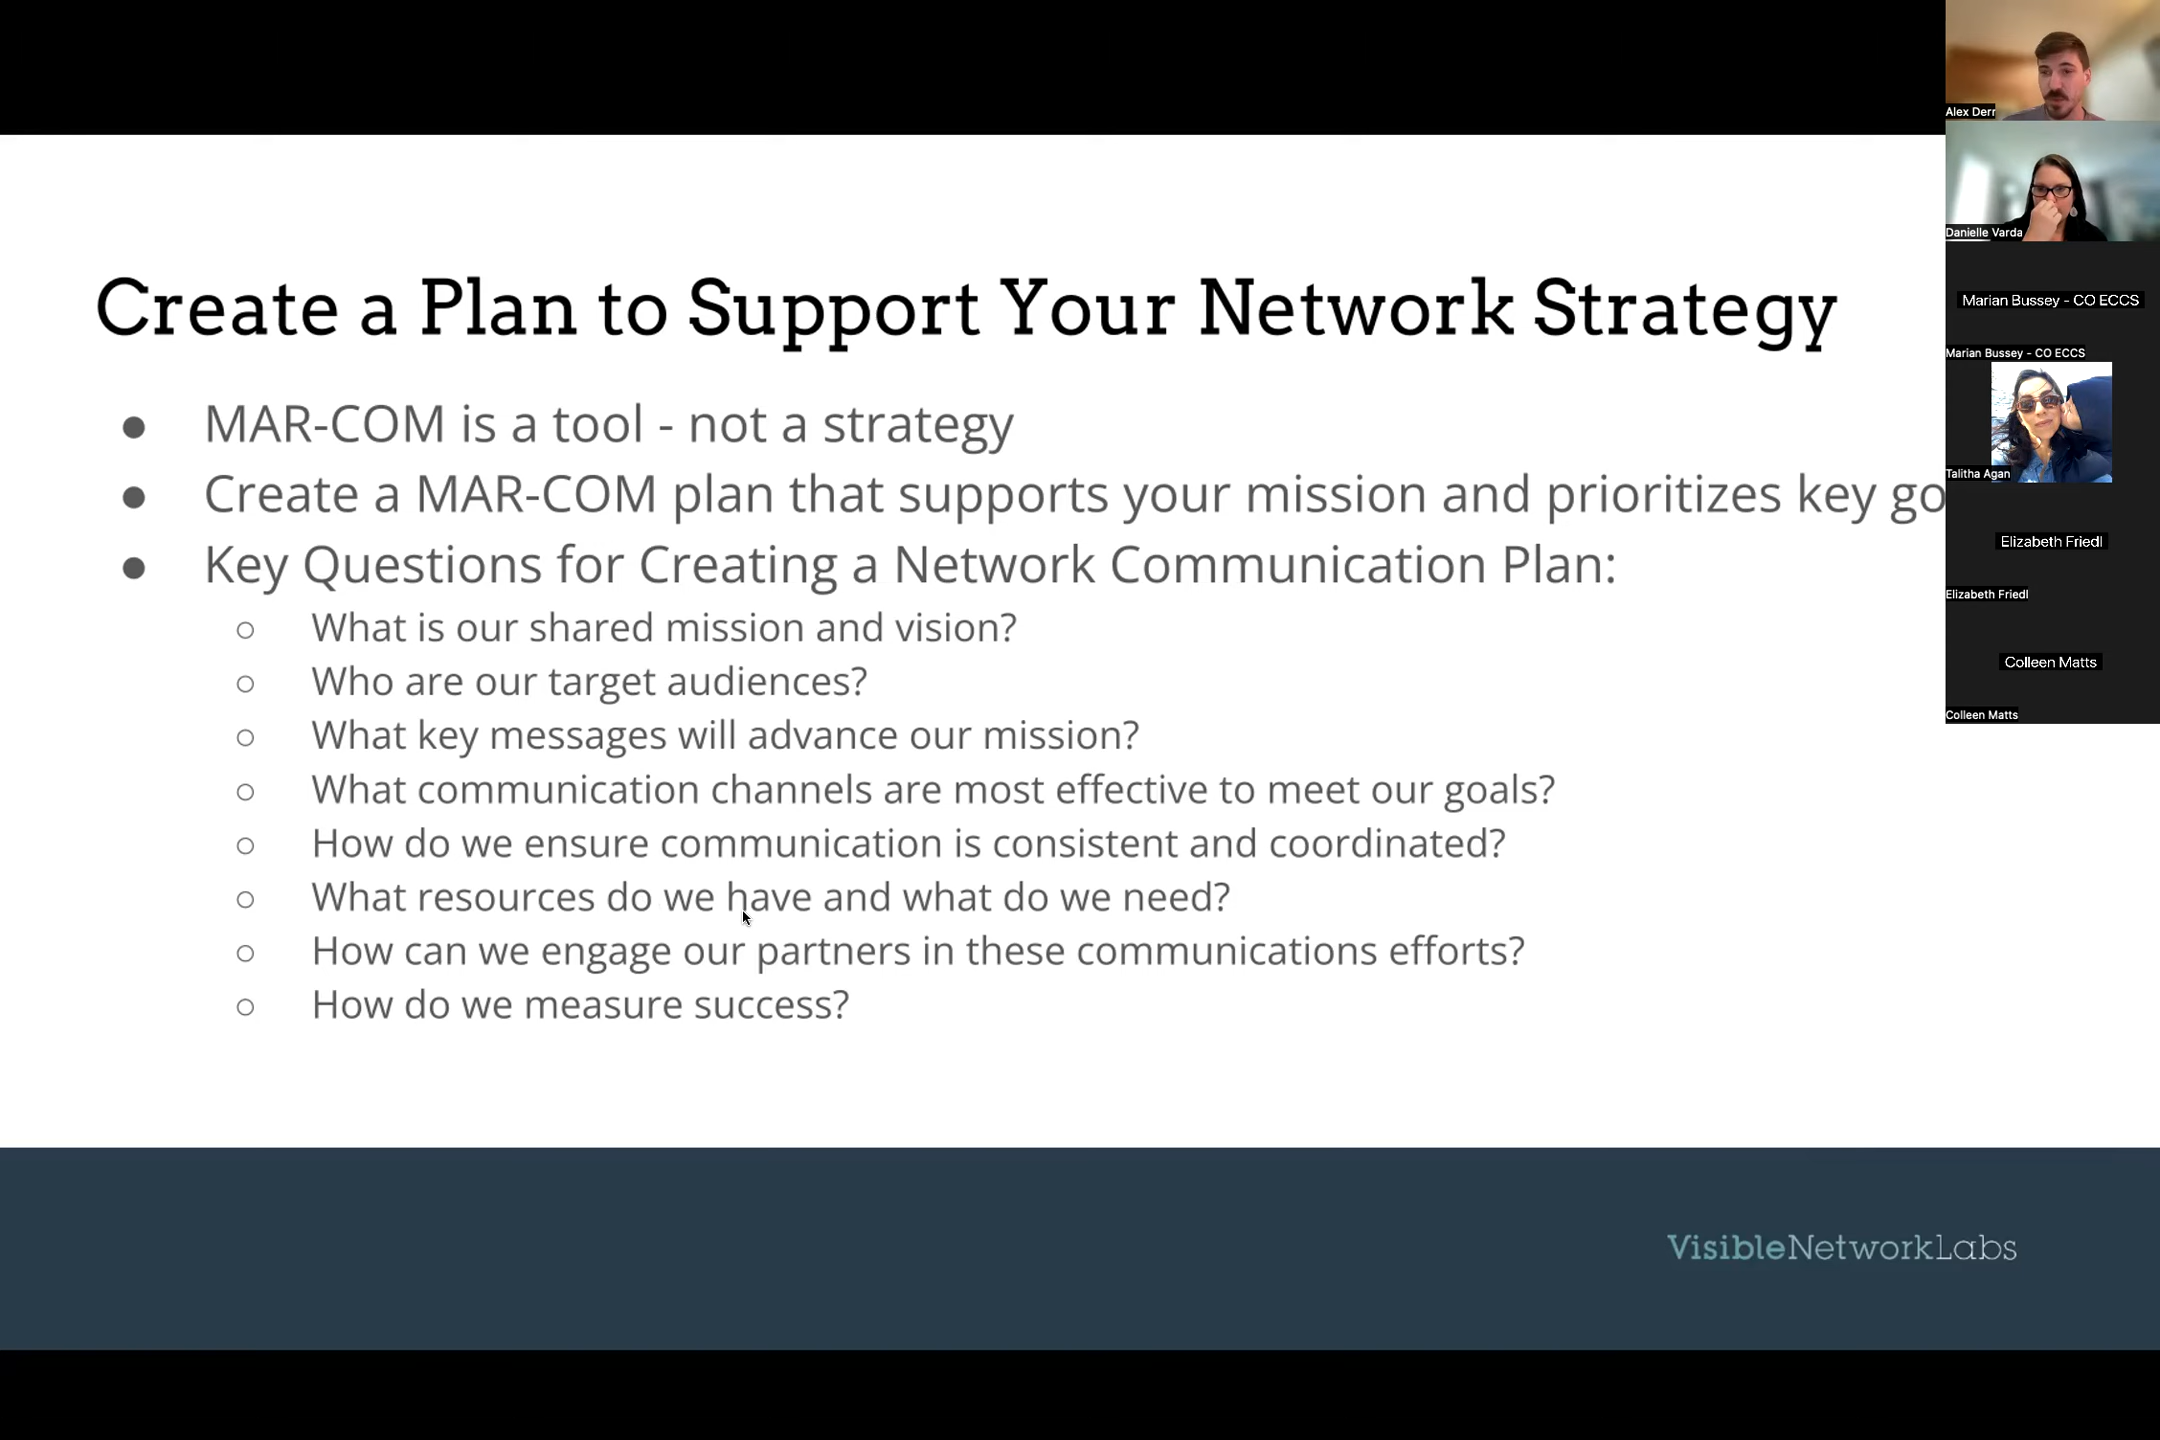 Create a Plan to Support Your Network Strategy
MAR-COM is a tool - not a strategy
Create a MAR-COM plan that supports your mission and prioritizes key
Key Questions for Creating a Network Communication Plan:
What is our shared mission and vision?
Who are our target audiences?
What key messages will advance our mission?
What communication channels are most effective to meet our goals?
How do we ensure communication is consistent and coordinated?
What resources do we have and what do we need?
How can we engage our partners in these communications efforts?
How do we measure success?
VisibleNetworkLabs
Alex Derr
Danielle Varda
Marian Bussey - CO ECCS
Marian Bussey - CO ECCS
Talitha Agan
Elizabeth Friedl
Elizabeth Friedl
Colleen Matts
Colleen Matts